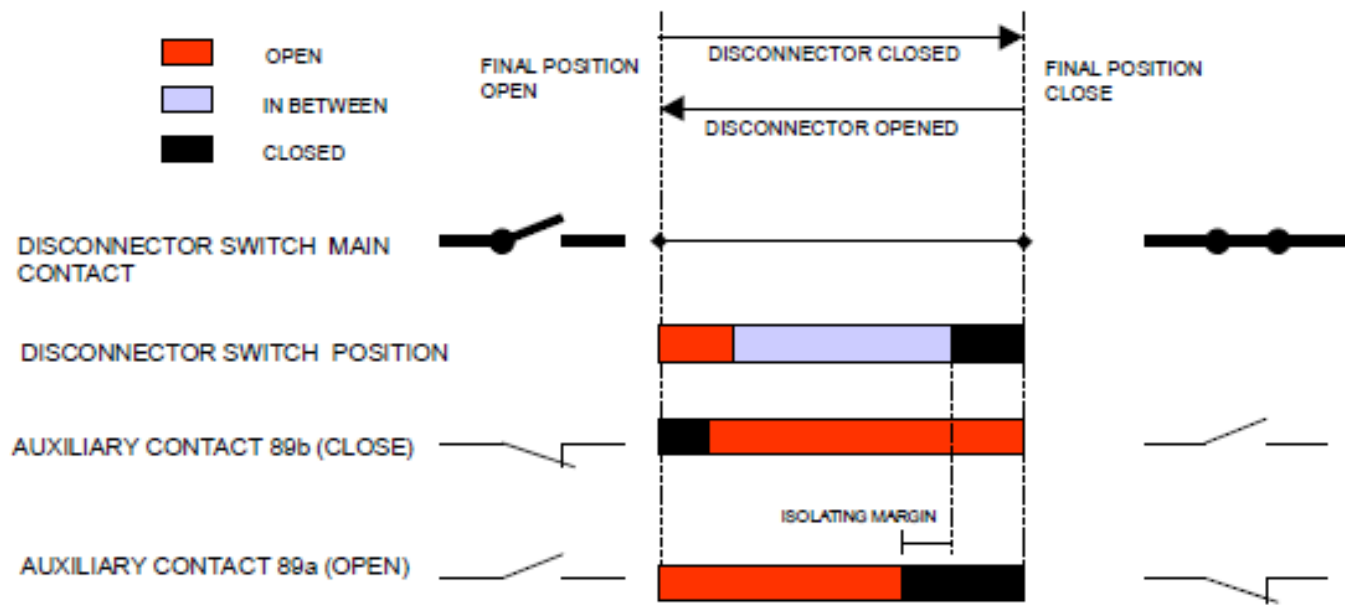 OPEN
IN BETWEEN
CLOSED
FINAL POSITION
OPEN
DISCONNECTOR CLOSED
DISCONNECTOR OPENED
FINAL POSITION
CLOSE
DISCONNECTOR SWITCH MAIN
CONTACT
DISCONNECTOR SWITCH POSITION
AUXILIARY CONTACT 89b (CLOSE)
ISOLATING MARGIN
AUXILIARY CONTACT 89a (OPEN)